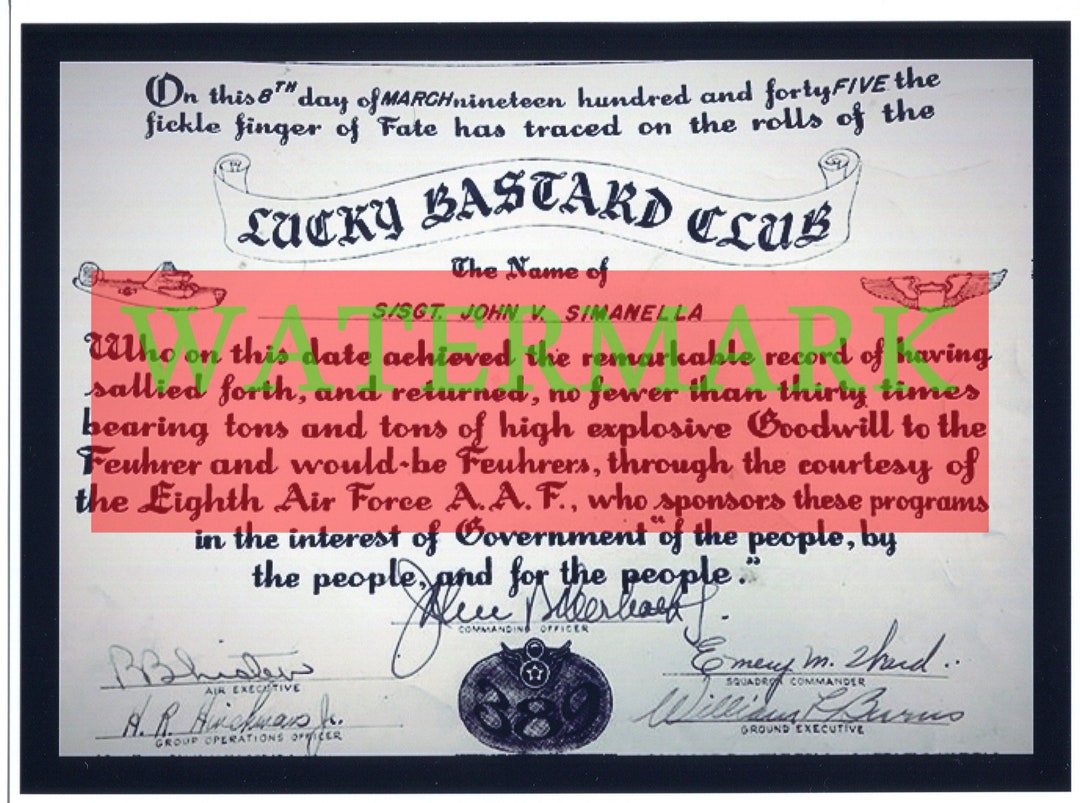 On this 8TH day of MARCH nineteen hundred and forty FIVE the
fickle finger of Fate has traced on the rolls of the
LUCKY BASTARD CLUB
The Name of
S/SGT. JOHN V. SIMANELLA
WATERMARK
Who on this date achieved the remarkable record of having
sallied forth, and returned, no fewer than thirty times
bearing tons and tons of high explosive Goodwill to the
Feuhrer and would-be Feuhrers, through the courtesy of
the Eighth Air Force A.A.F., who sponsors these programs
in the interest of Government "of the people, by
the people, and for the people."
COMMANDING OFFICER
AIR EXECUTIVE
Emery M. Ward
SQUADRON COMMANDER
H. R. Jr.
GROUP OPERATIONS OFFICER
389
William L. Burns
GROUND EXECUTIVE